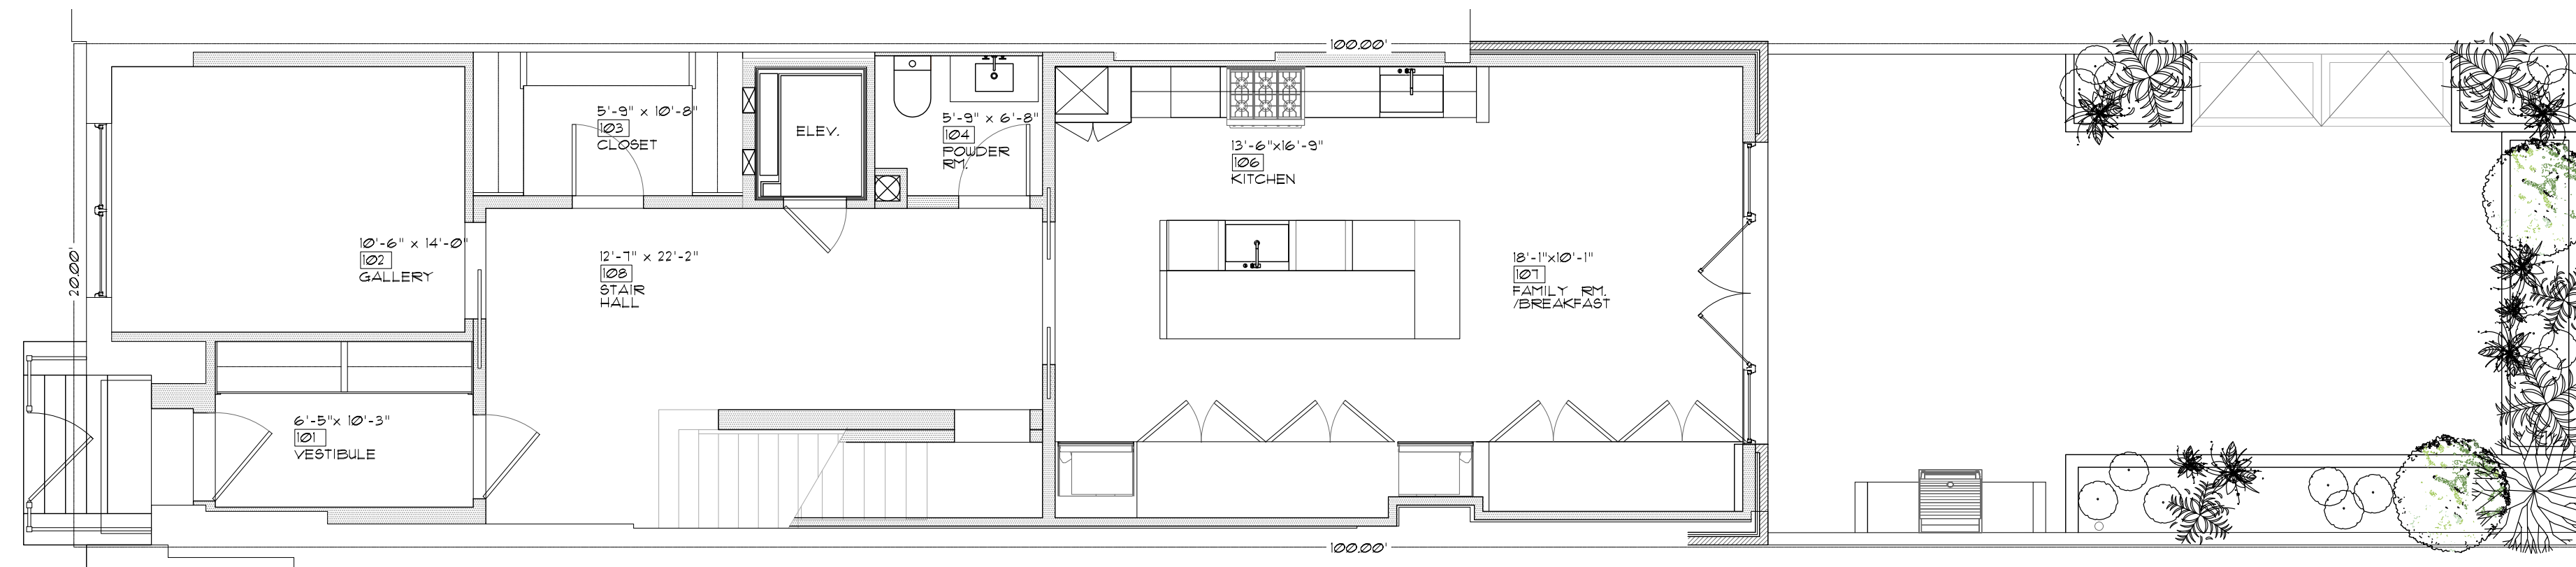 100.00'
20.00'
10'-6" x 14'-0"
102
GALLERY
6'-5"x 10'-3"
101
VESTIBULE
5'-9" x 10'-8"
103
CLOSET
ELEV.
5'-9" x 6'-8"
104
POWDER
RM.
12'-7" x 22'-2"
108
STAIR
HALL
13'-6"x16'-9"
106
KITCHEN
18'-1"x10'-1"
107
FAMILY RM.
/BREAKFAST
100.00'